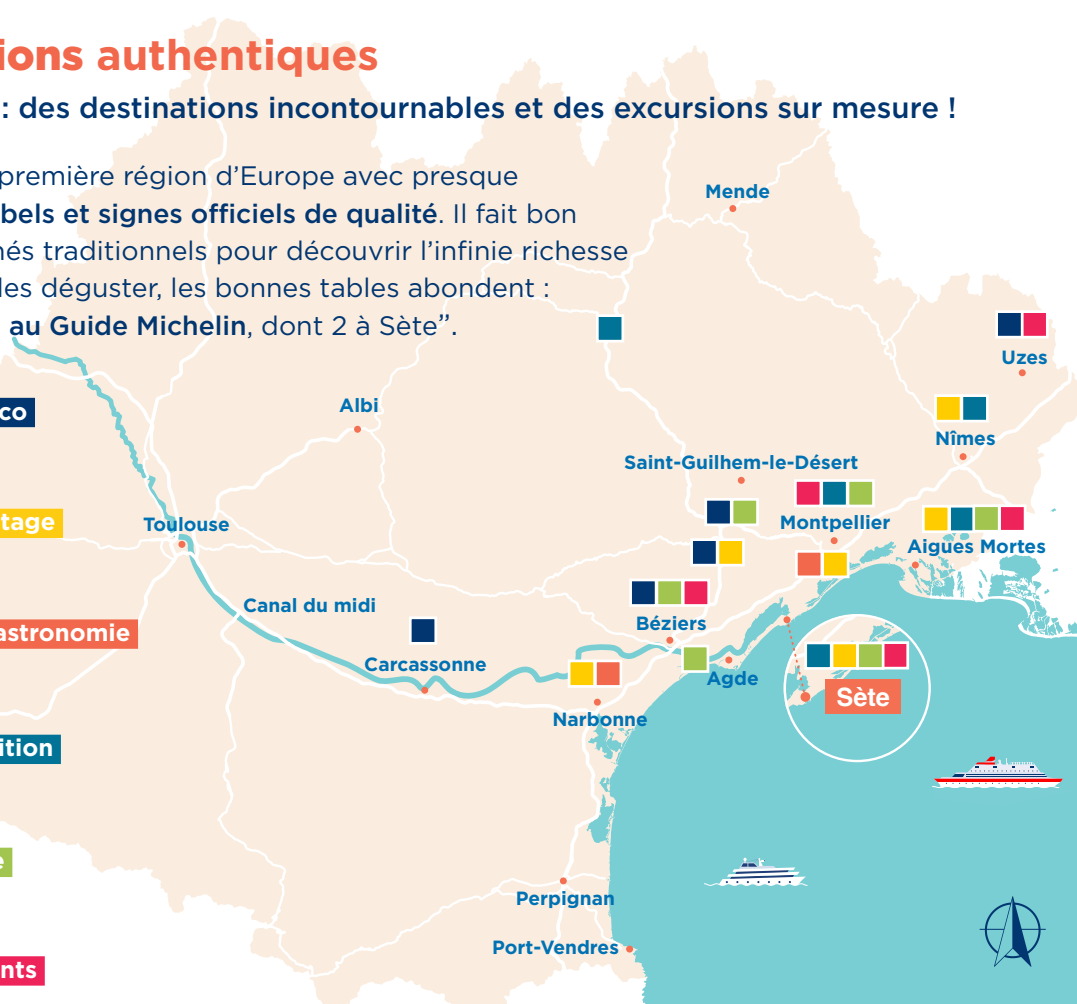 ions authentiques
: des destinations incontournables et des excursions sur mesure !
première région d’Europe avec presque
bels et signes officiels de qualité. Il fait bon
nés traditionnels pour découvrir l’infinie richesse
les déguster, les bonnes tables abondent :
au Guide Michelin, dont 2 à Sète”.
Mende
Uzes
co
Albi
Nîmes
Saint-Guilhem-le-Désert
tage
Toulouse
Montpellier
Aigues Mortes
Canal du midi
Béziers
astronomie
Carcassonne
Agde
Sète
Narbonne
ition
e
Perpignan
Port-Vendres
nts